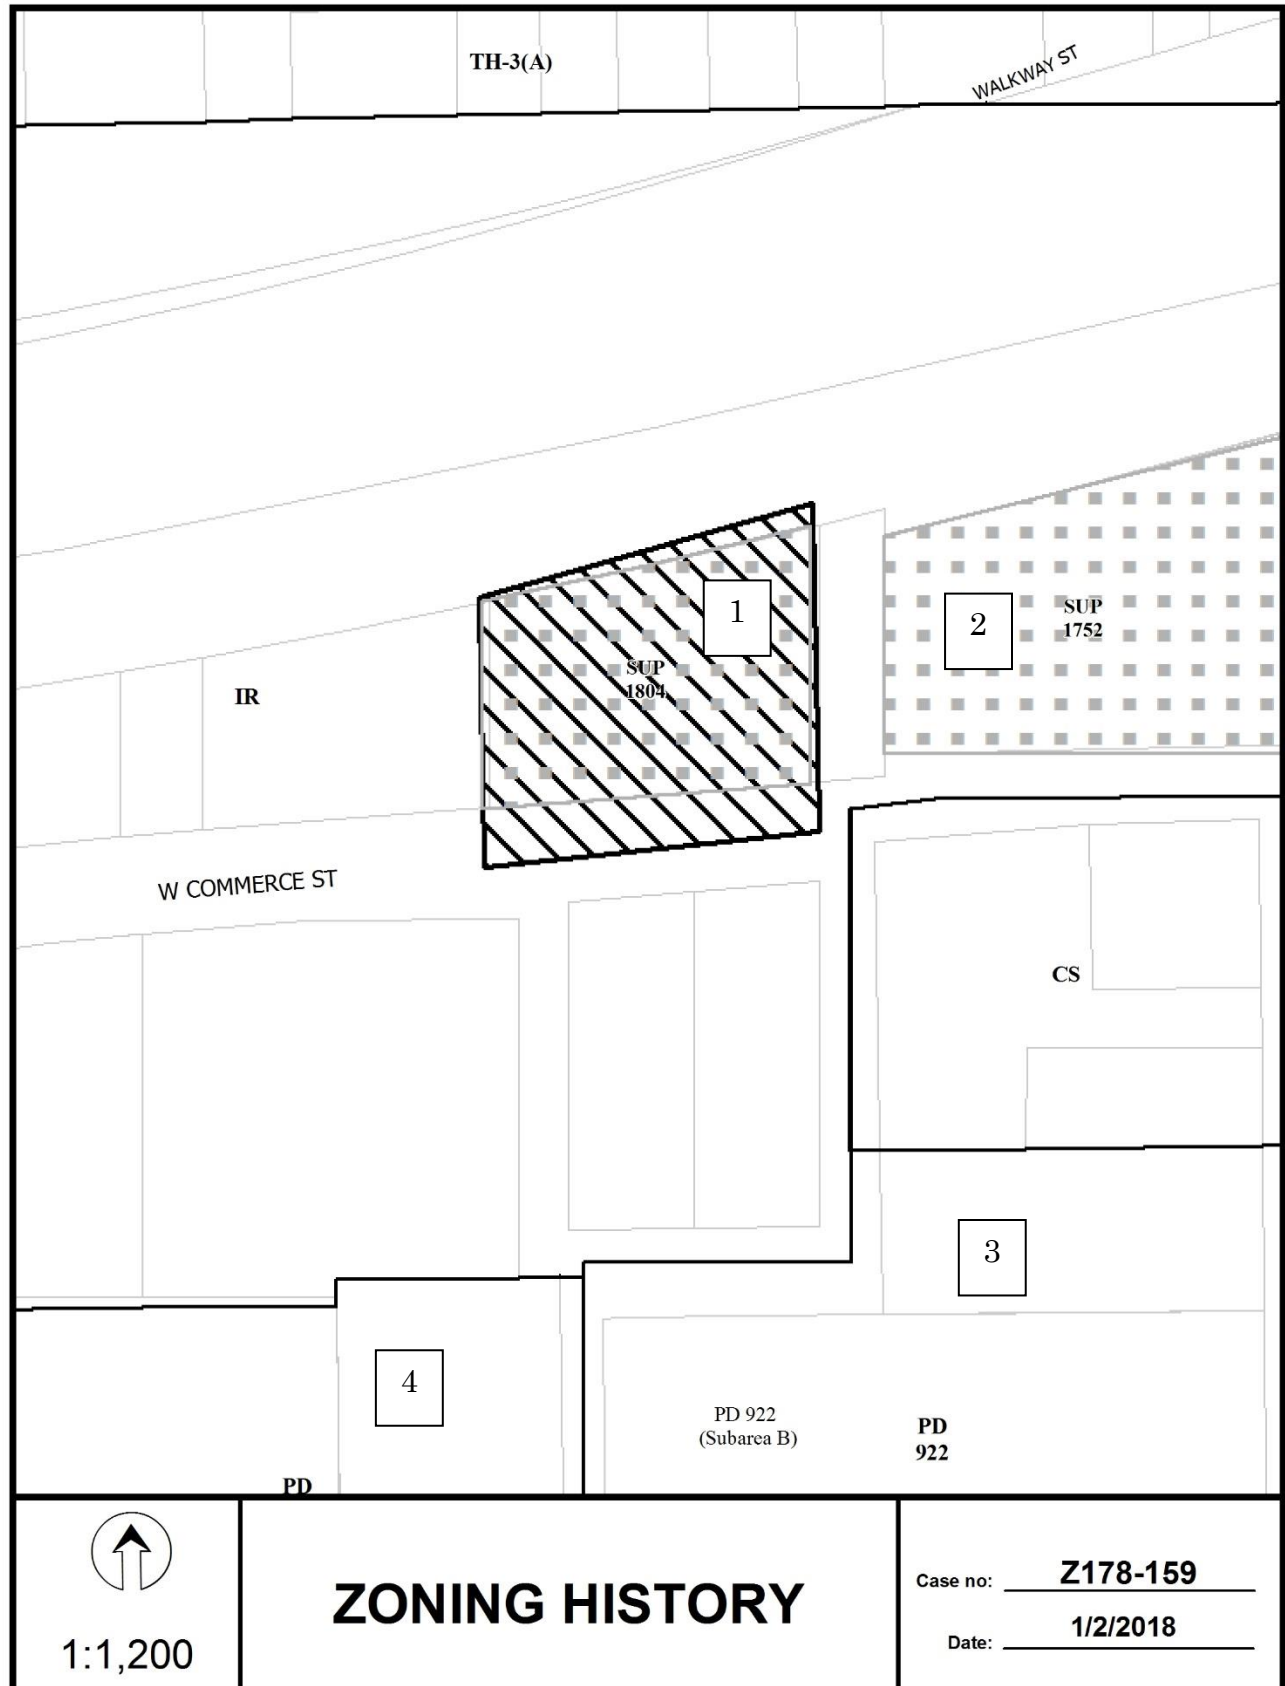 TH-3(A)
WALKWAY ST
1
SUP
1804
2
SUP
1752
IR
W COMMERCE ST
CS
3
4
PD 922
(Subarea B)
PD
922
PD
1:1,200
ZONING HISTORY
Case no: Z178-159
Date: 1/2/2018